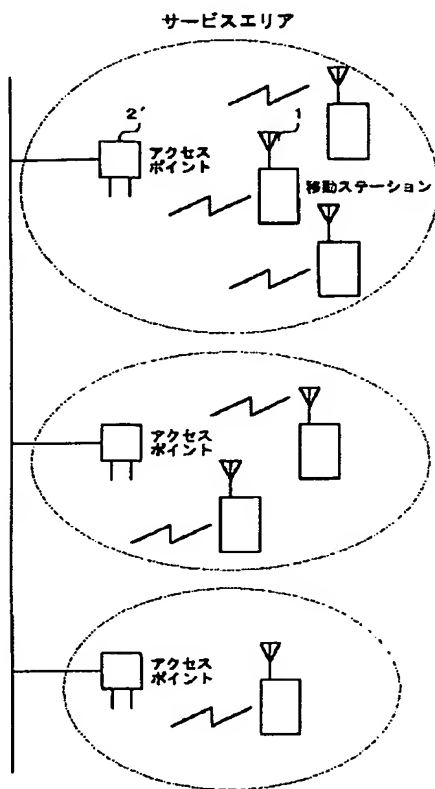 サービスエリア
2′
1
アクセス
ポイント
移動ステーション
アクセス
ポイント
アクセス
ポイント